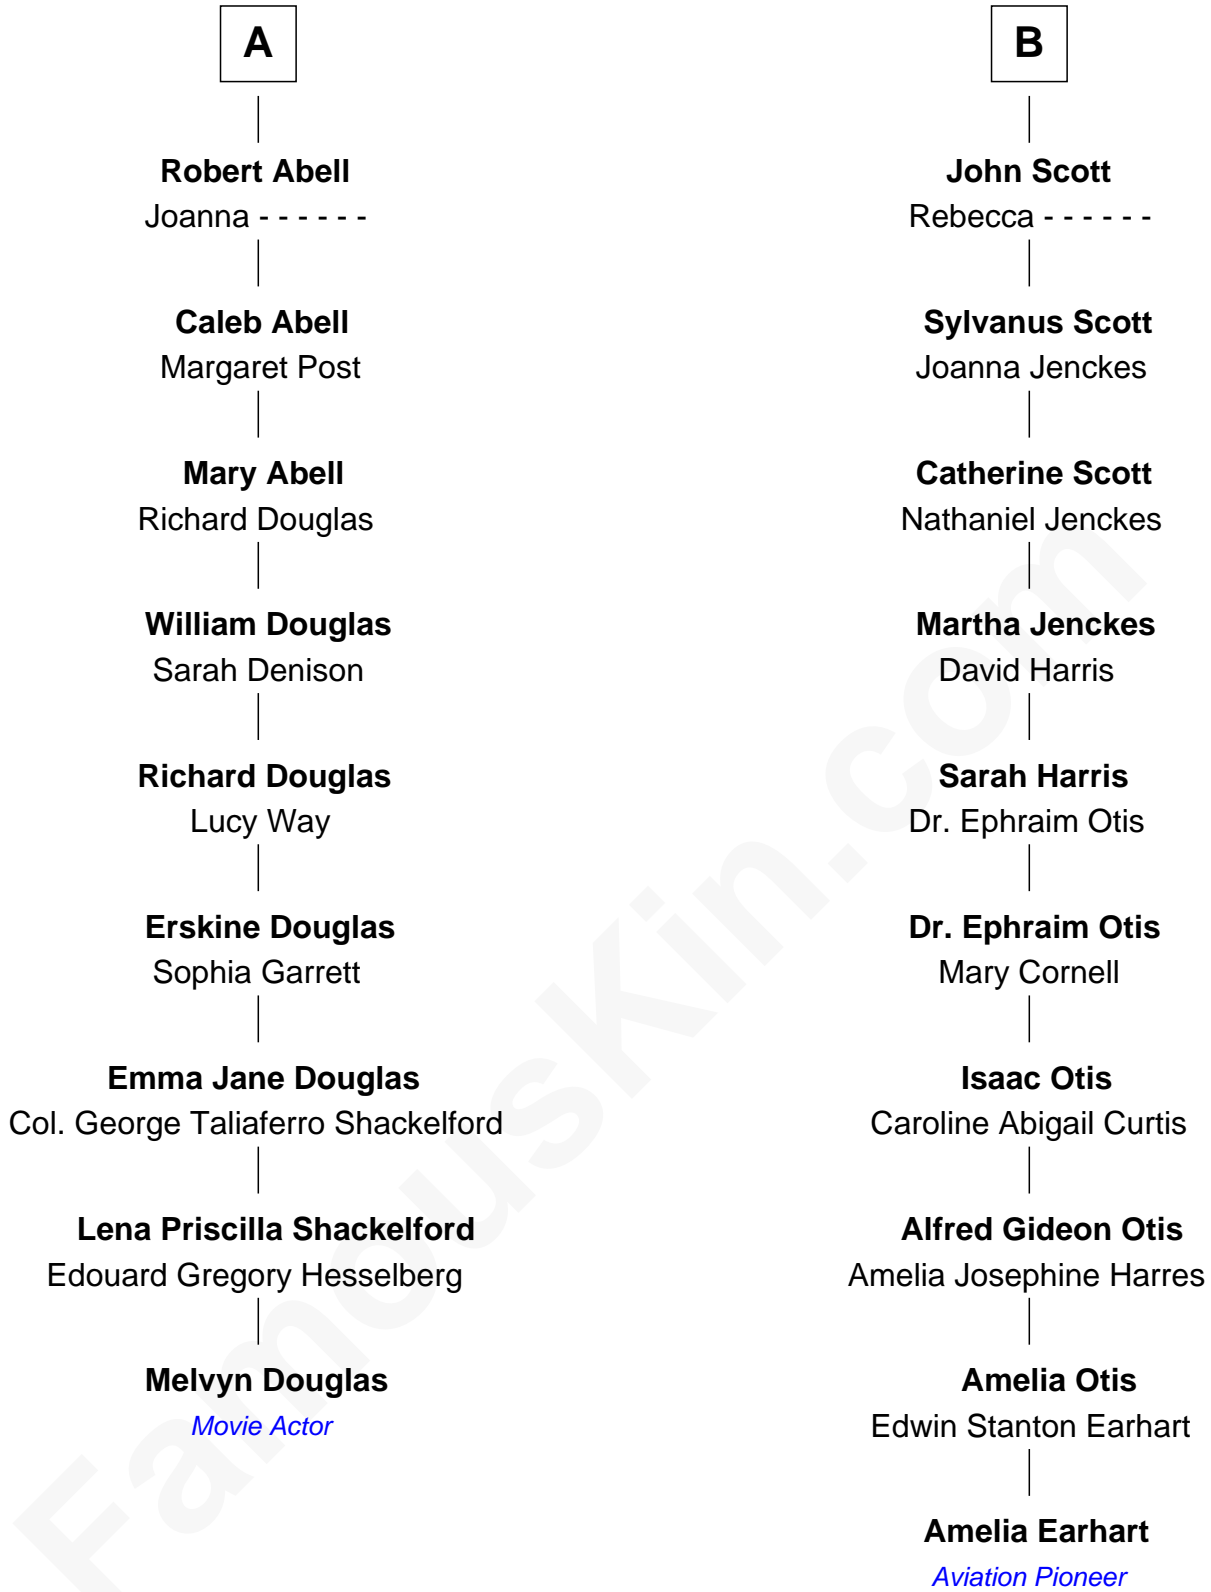 A
Robert Abell
Joanna - - - - - -
Caleb Abell
Margaret Post
Mary Abell
Richard Douglas
William Douglas
Sarah Denison
Richard Douglas
Lucy Way
Erskine Douglas
Sophia Garrett
Emma Jane Douglas
Col. George Taliaferro Shackelford
Lena Priscilla Shackelford
Edouard Gregory Hesselberg
Melvyn Douglas
Movie Actor
B
John Scott
Rebecca - - - - - -
Sylvanus Scott
Joanna Jenckes
Catherine Scott
Nathaniel Jenckes
Martha Jenckes
David Harris
Sarah Harris
Dr. Ephraim Otis
Dr. Ephraim Otis
Mary Cornell
Isaac Otis
Caroline Abigail Curtis
Alfred Gideon Otis
Amelia Josephine Harres
Amelia Otis
Edwin Stanton Earhart
Amelia Earhart
Aviation Pioneer
FamousKin.com